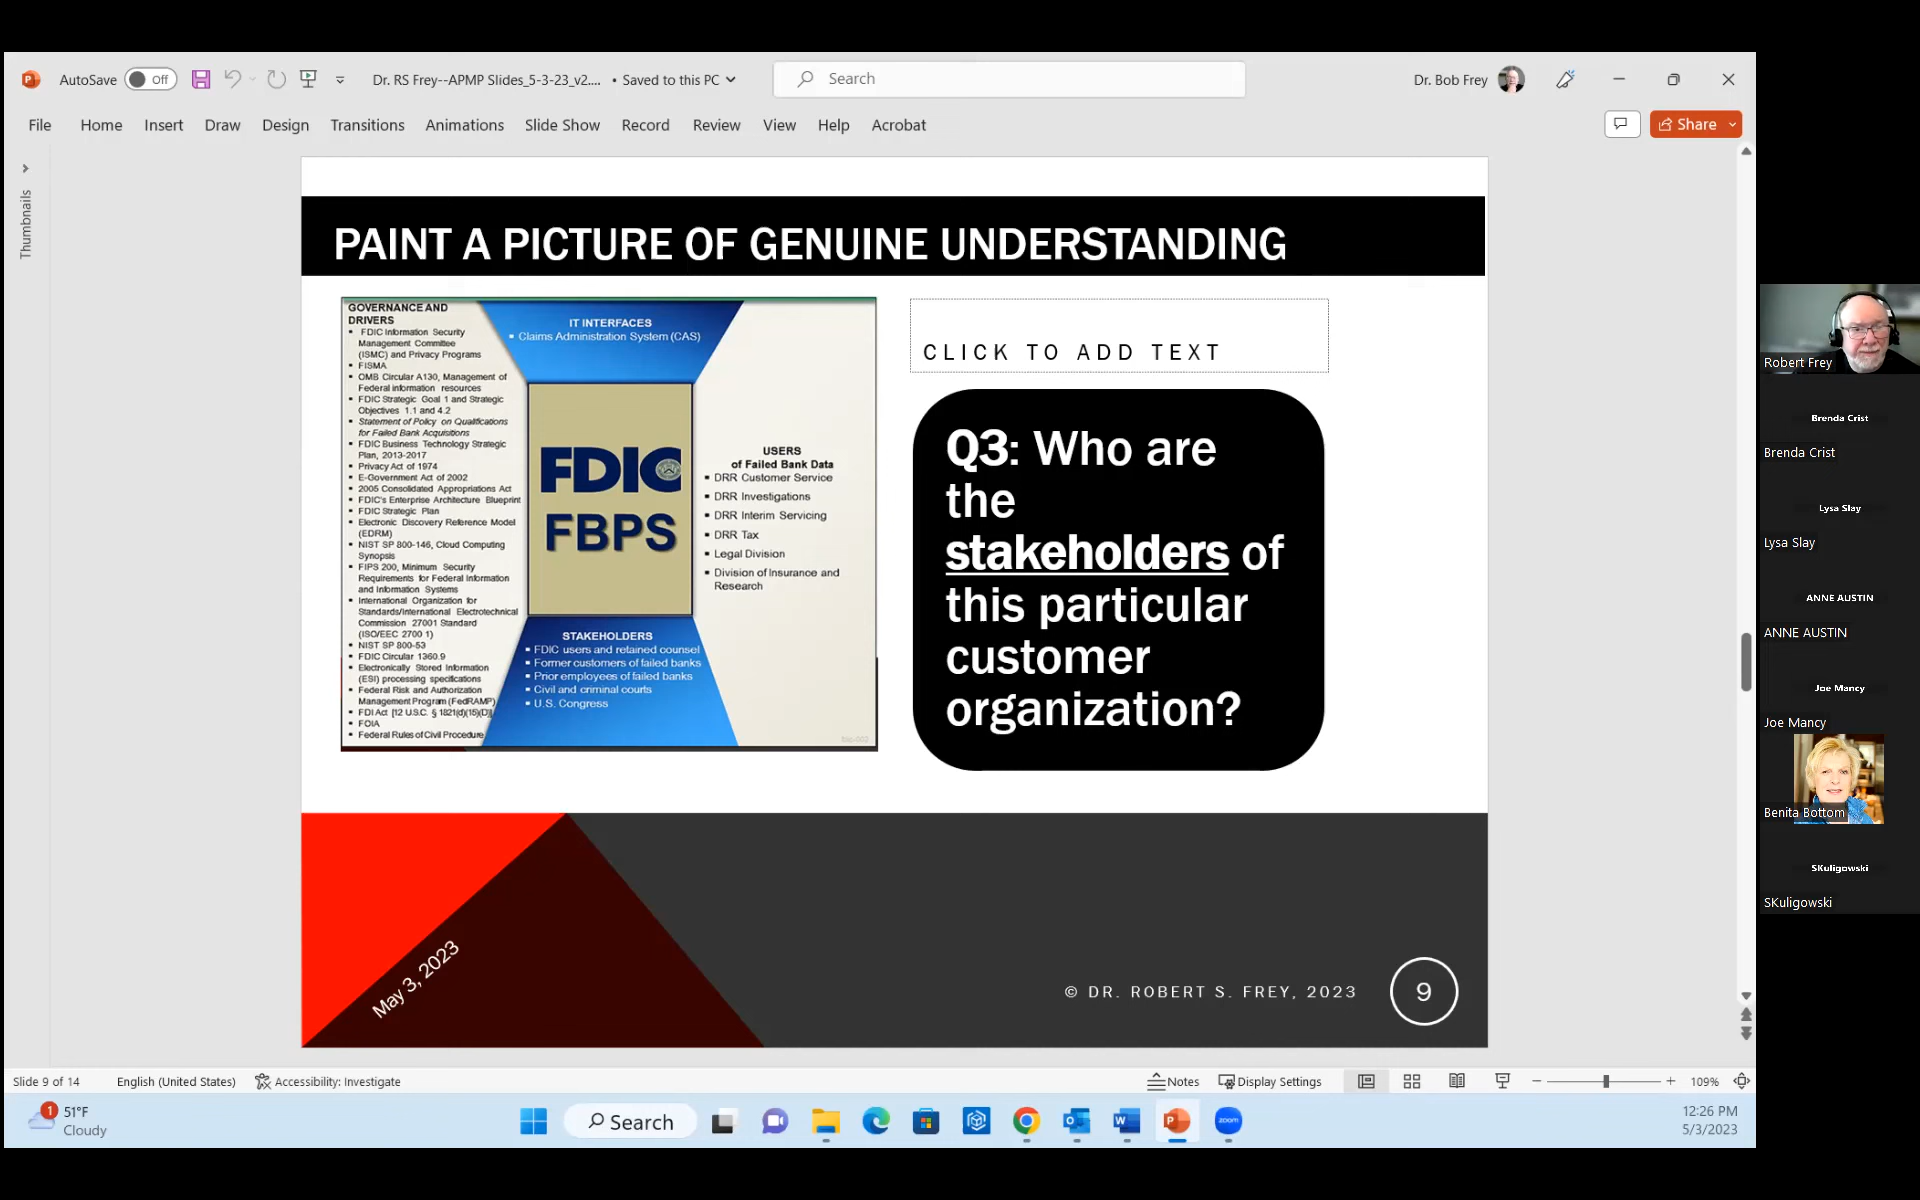 AutoSave Off Dr. RS Frey--APMP Slides_5-3-23_v2.... • Saved to this PC Search Dr. Bob Frey
File Home Insert Draw Design Transitions Animations Slide Show Record Review View Help Acrobat Share
Thumbnails
PAINT A PICTURE OF GENUINE UNDERSTANDING
GOVERNANCE AND
DRIVERS
▪ FDIC Information Security
Management Committee
(ISMC) and Privacy Programs
▪ FISMA
▪ OMB Circular A130, Management of
Federal information resources
▪ FDIC Strategic Goal 1 and Strategic
Objectives 1.1 and 4.2
▪ Statement of Policy on Qualifications
for Failed Bank Acquisitions
▪ FDIC Business Technology Strategic
Plan, 2013-2017
▪ Privacy Act of 1974
▪ E-Government Act of 2002
▪ 2005 Consolidated Appropriations Act
▪ FDIC's Enterprise Architecture Blueprint
▪ FDIC Strategic Plan
▪ Electronic Discovery Reference Model
(EDRM)
▪ NIST SP 800-146, Cloud Computing
Synopsis
▪ FIPS 200, Minimum Security
Requirements for Federal Information
and Information Systems
▪ International Organization for
Standards/International Electrotechnical
Commission 27001 Standard
(ISO/EEC 2700 1)
▪ NIST SP 800-53
▪ FDIC Circular 1360.9
▪ Electronically Stored Information
(ESI) processing specifications
▪ Federal Risk and Authorization
Management Program (FedRAMP)
▪ FDI Act [12 U.S.C. § 1821(d)(15)(D)]
▪ FOIA
▪ Federal Rules of Civil Procedure
IT INTERFACES
▪ Claims Administration System (CAS)
FDIC
FBPS
USERS
of Failed Bank Data
▪ DRR Customer Service
▪ DRR Investigations
▪ DRR Interim Servicing
▪ DRR Tax
▪ Legal Division
▪ Division of Insurance and
Research
STAKEHOLDERS
▪ FDIC users and retained counsel
▪ Former customers of failed banks
▪ Prior employees of failed banks
▪ Civil and criminal courts
▪ U.S. Congress
CLICK TO ADD TEXT
Q3: Who are
the
stakeholders of
this particular
customer
organization?
May 3, 2023
© DR. ROBERT S. FREY, 2023 9
Robert Frey
Brenda Crist
Brenda Crist
Lysa Slay
Lysa Slay
ANNE AUSTIN
ANNE AUSTIN
Joe Mancy
Joe Mancy
Benita Bottom
SKuligowski
SKuligowski
Slide 9 of 14 English (United States) Accessibility: Investigate Notes Display Settings 109%
1 51°F
Cloudy
Search
zoom
12:26 PM
5/3/2023